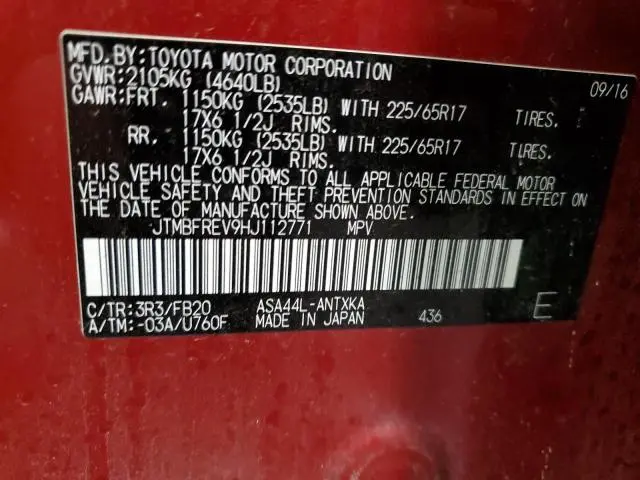 MFD.BY:TOYOTA MOTOR CORPORATION
GVWR:2105KG (4640LB) 09/16
GAWR:FRT. 1150KG (2535LB) WITH 225/65R17 TIRES.
17X6 1/2J RIMS.
RR. 1150KG (2535LB) WITH 225/65R17 TIRES.
17X6 1/2J RIMS.
THIS VEHICLE CONFORMS TO ALL APPLICABLE FEDERAL MOTOR
VEHICLE SAFETY AND THEFT PREVENTION STANDARDS IN EFFECT ON
THE DATE OF MANUFACTURE SHOWN ABOVE.
JTMBFREV9HJ112771 MPV
C/TR:3R3/FB20 ASA44L-ANTXKA E
A/TM:-03A/U760F MADE IN JAPAN 436